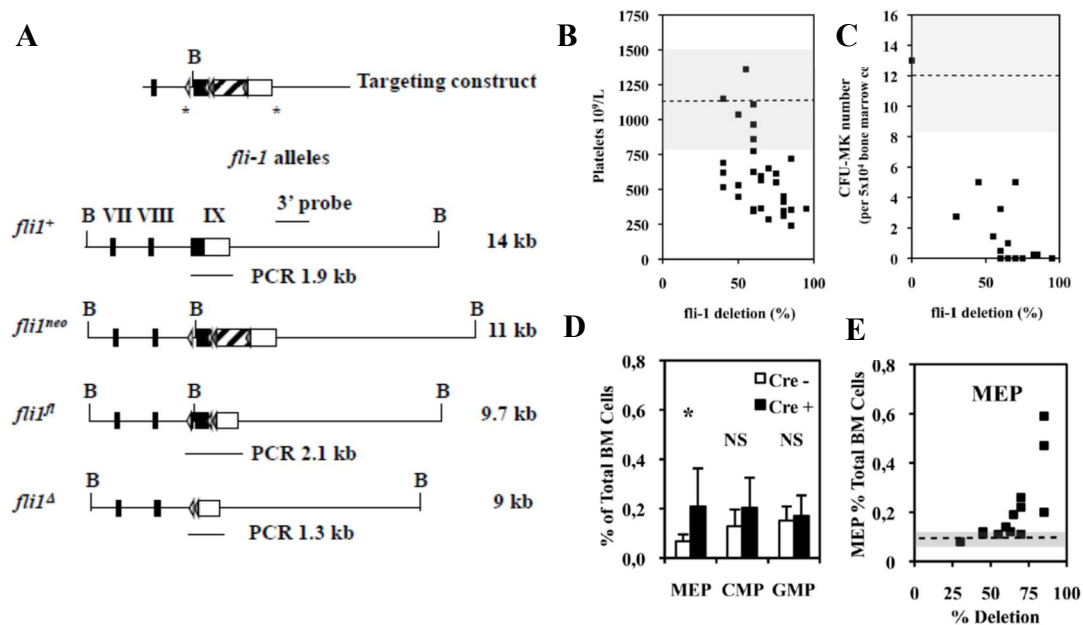 A
B
Targeting construct
* *
fli-1 alleles
3' probe
fli1+
B VII VIII IX B
14 kb
PCR 1.9 kb
fli1neo
B B B
11 kb
fli1fl
B B B
9.7 kb
PCR 2.1 kb
fli1Δ
B B
9 kb
PCR 1.3 kb
B
Platelets 10⁹/L
1750
1500
1250
1000
750
500
250
0
0 50 100
fli-1 deletion (%)
C
CFU-MK number
(per 5x10⁴ bone marrow ce
16
14
12
10
8
6
4
2
0
0 50 100
fli-1 deletion (%)
D
% of Total BM Cells
0,8
0,6
0,4
0,2
0,0
Cre -
Cre +
* NS NS
MEP CMP GMP
E
MEP % Total BM Cells
0,8
0,6
0,4
0,2
0
MEP
0 25 50 75 100
% Deletion